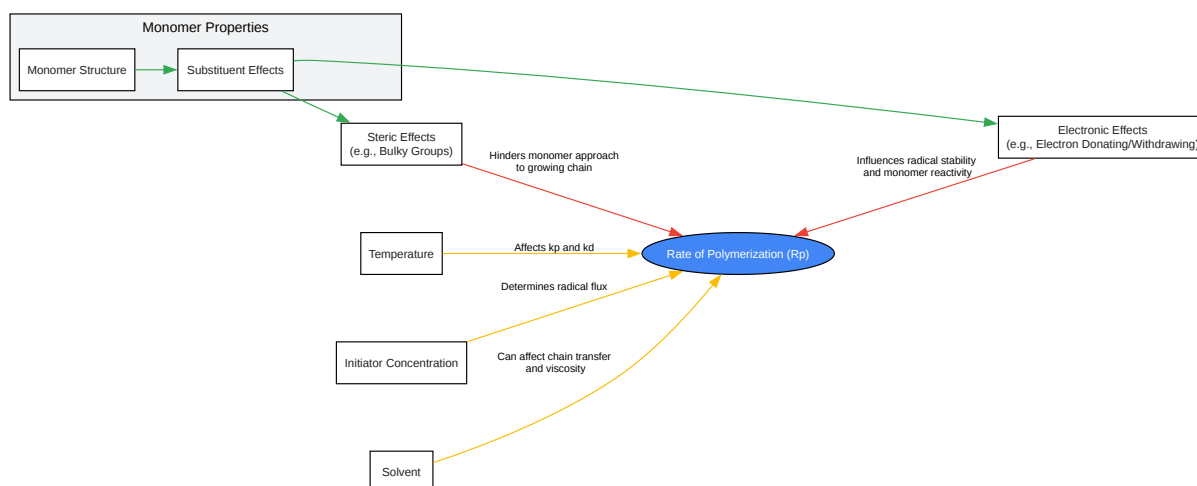 Monomer Properties
Monomer Structure
Substituent Effects
Steric Effects
(e.g., Bulky Groups)
Electronic Effects
(e.g., Electron Donating/Withdrawing)
Hinders monomer approach
to growing chain
Influences radical stability
and monomer reactivity
Temperature
Affects kp and kd
Rate of Polymerization (Rp)
Determines radical flux
Initiator Concentration
Can affect chain transfer
and viscosity
Solvent